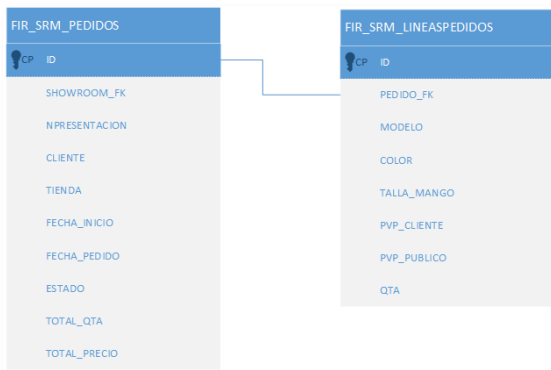 FIR_SRM_PEDIDOS
CP ID
SHOWROOM_FK
NPRESENTACION
CLIENTE
TIENDA
FECHA_INICIO
FECHA_PEDIDO
ESTADO
TOTAL_QTA
TOTAL_PRECIO
FIR_SRM_LINEASPEDIDOS
CP ID
PEDIDO_FK
MODELO
COLOR
TALLA_MANGO
PVP_CLIENTE
PVP_PUBLICO
QTA